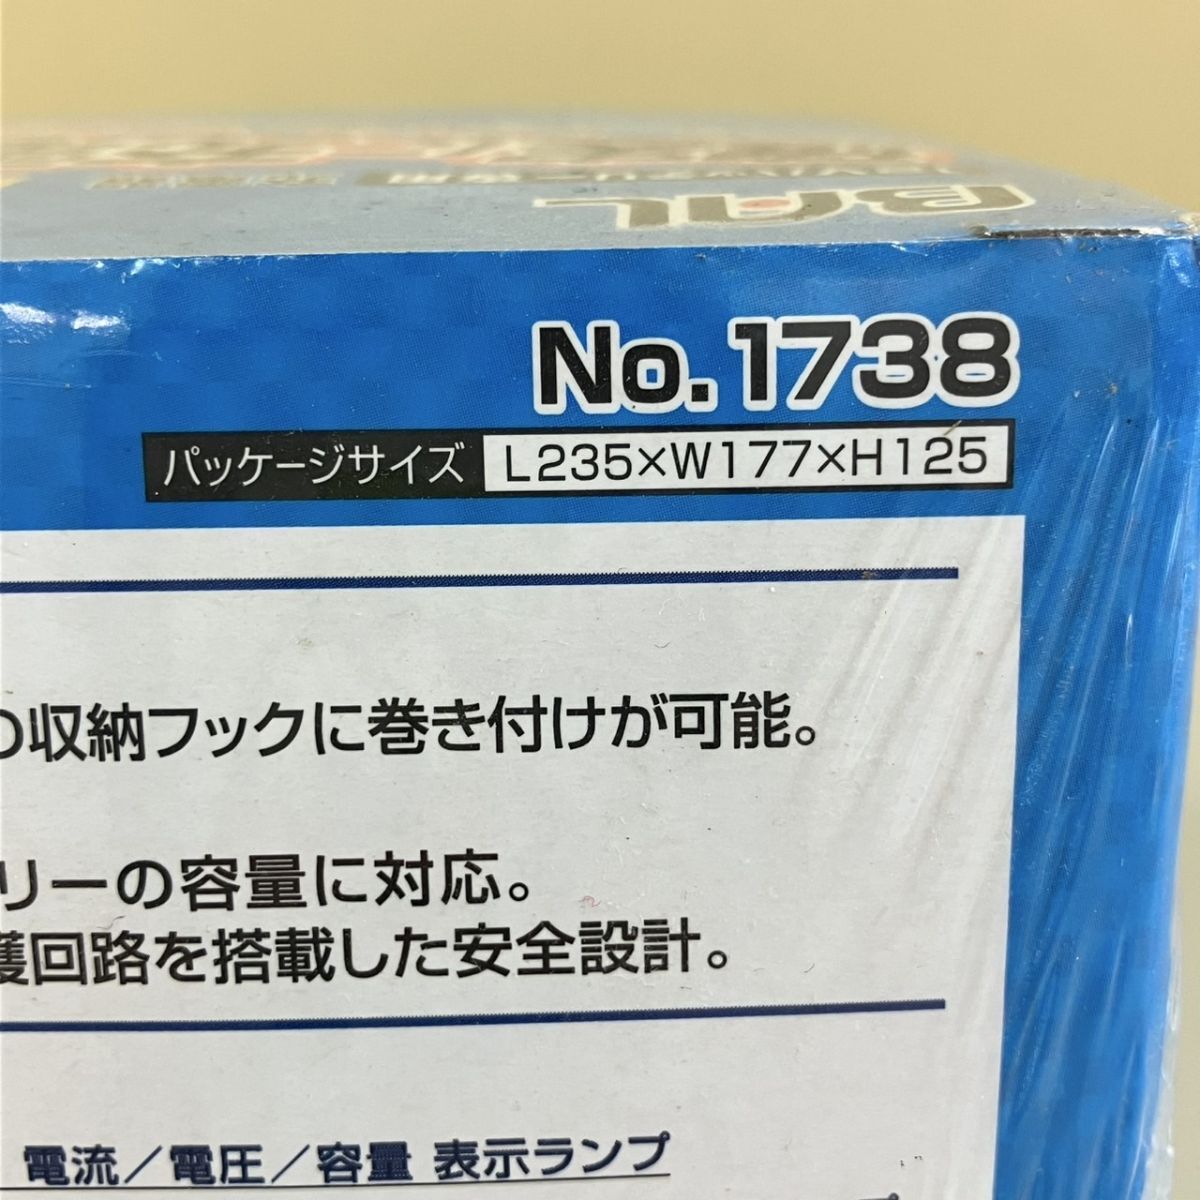 BAL
No.1738
パッケージサイズ L235×W177×H125
の収納フックに巻き付けが可能。
リーの容量に対応。
護回路を搭載した安全設計。
電流／電圧／容量 表示ランプ